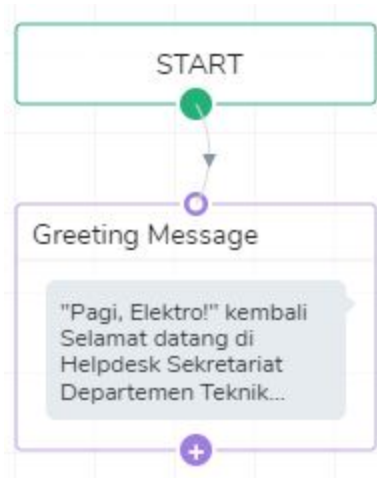 START
Greeting Message
"Pagi, Elektro!" kembali
Selamat datang di
Helpdesk Sekretariat
Departemen Teknik...